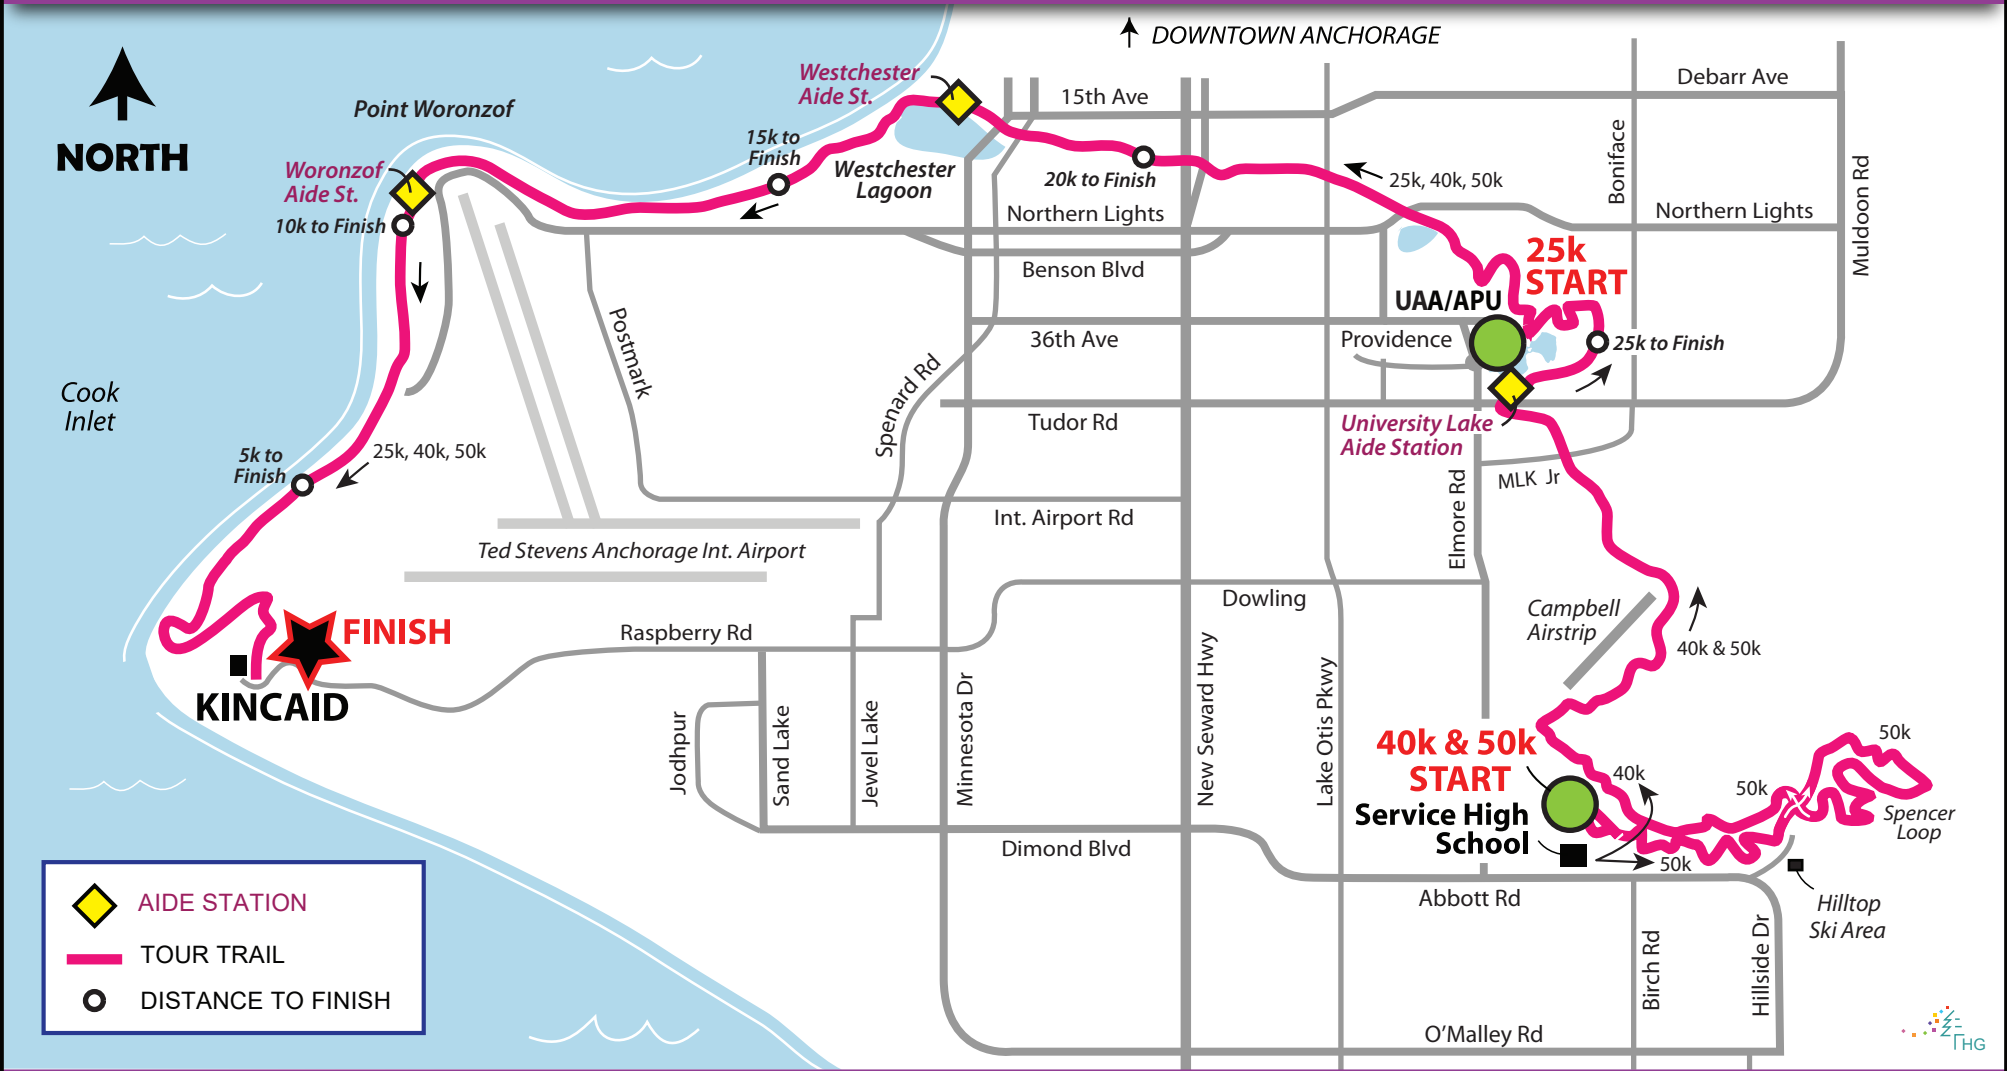 DOWNTOWN ANCHORAGE
NORTH
Point Woronzof
Westchester
Aide St.
15th Ave
Debarr Ave
15k to
Finish
Woronzof
Aide St.
Westchester
Lagoon
20k to Finish
25k, 40k, 50k
Boniface
Muldoon Rd
10k to Finish
Northern Lights
Northern Lights
Benson Blvd
25k
START
UAA/APU
Postmark
36th Ave
Providence
25k to Finish
Cook
Inlet
Spenard Rd
Tudor Rd
University Lake
Aide Station
5k to
Finish
25k, 40k, 50k
MLK Jr
Elmore Rd
Int. Airport Rd
Ted Stevens Anchorage Int. Airport
Dowling
Campbell
Airstrip
FINISH
Raspberry Rd
40k & 50k
KINCAID
Jodhpur
Sand Lake
Jewel Lake
Minnesota Dr
New Seward Hwy
Lake Otis Pkwy
40k & 50k
START
50k
40k
50k
Service High
School
Spencer
Loop
50k
Dimond Blvd
Abbott Rd
Hilltop
Ski Area
Birch Rd
Hillside Dr
O'Malley Rd
AIDE STATION
TOUR TRAIL
DISTANCE TO FINISH
HG